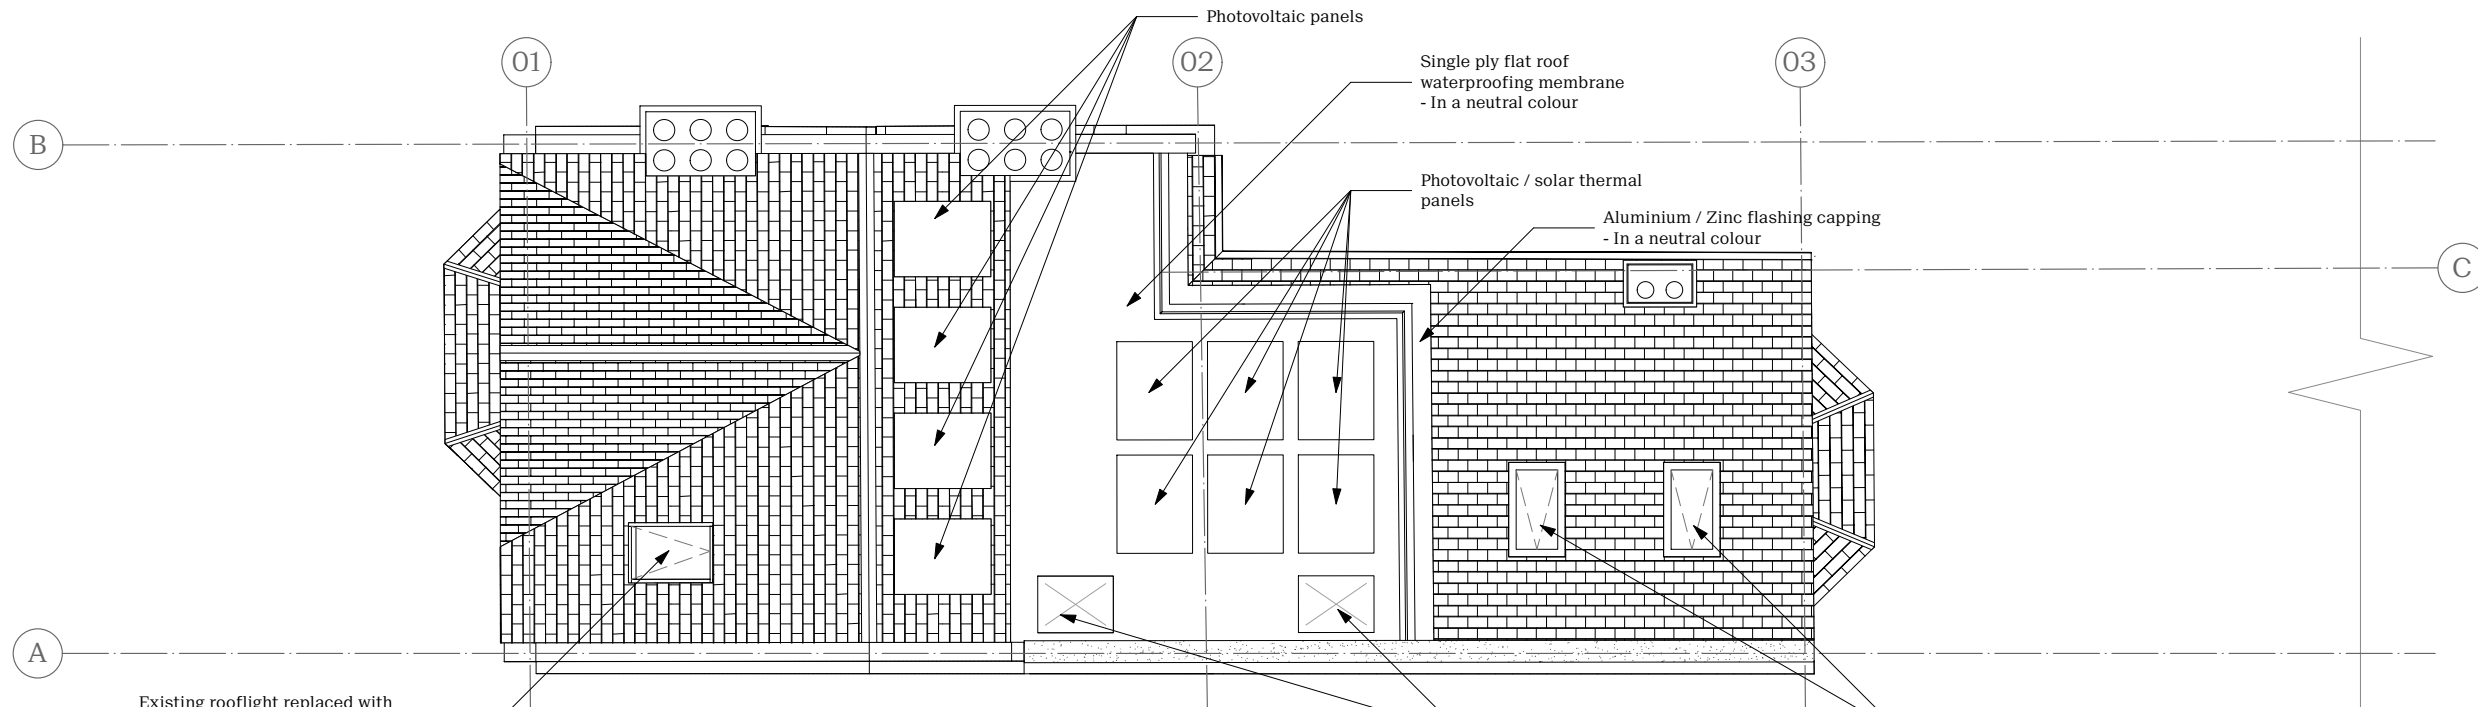 Photovoltaic panels
01
02
03
Single ply flat roof
waterproofing membrane
- In a neutral colour
B
Photovoltaic / solar thermal
panels
Aluminium / Zinc flashing capping
- In a neutral colour
C
A
Existing rooflight replaced with